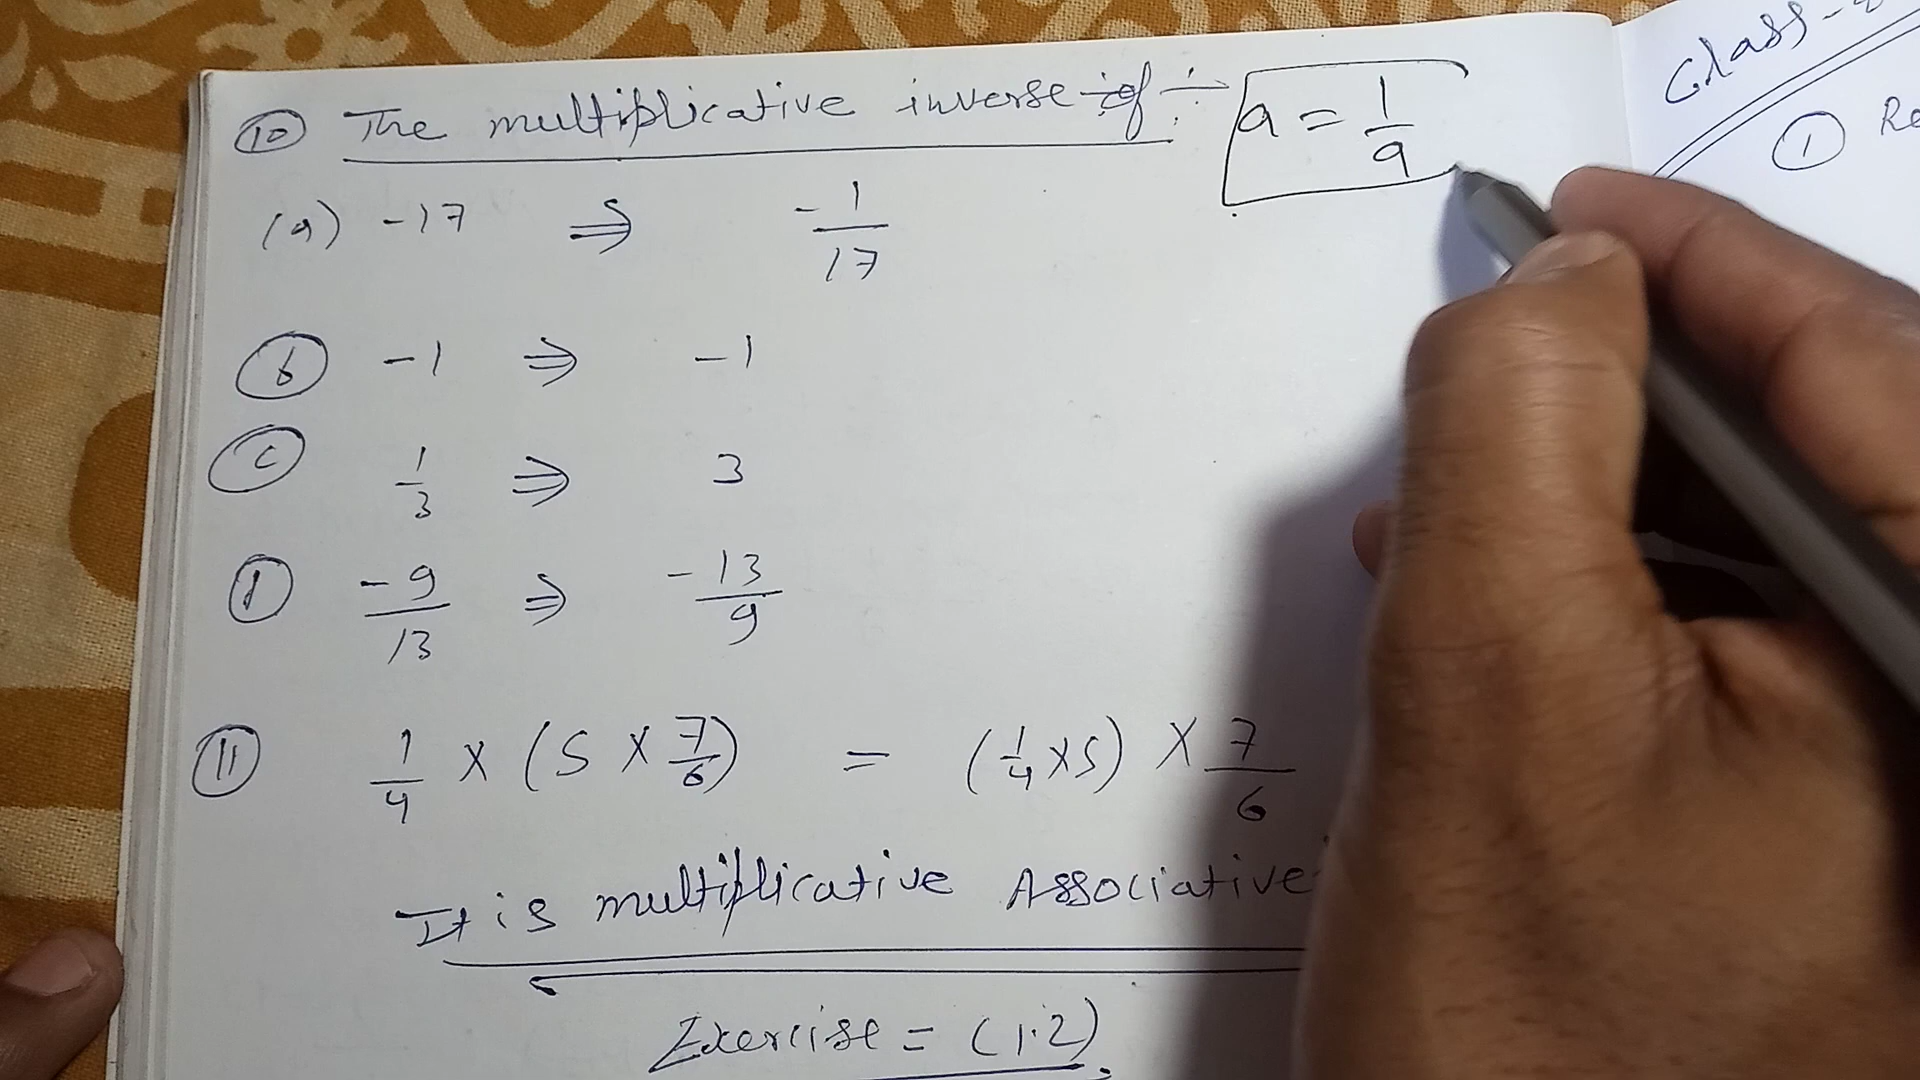 (10) The multiplicative inverse of :- a = 1/a
(a) -17 ⇒ -1/17
(b) -1 ⇒ -1
(c) 1/3 ⇒ 3
-9/13 ⇒ -13/9
(11) 1/4 × (5 × 7/6) = (1/4 × 5) × 7/6
It is multiplicative Associative
Exercise = (1.2)
Class -
(1) Re